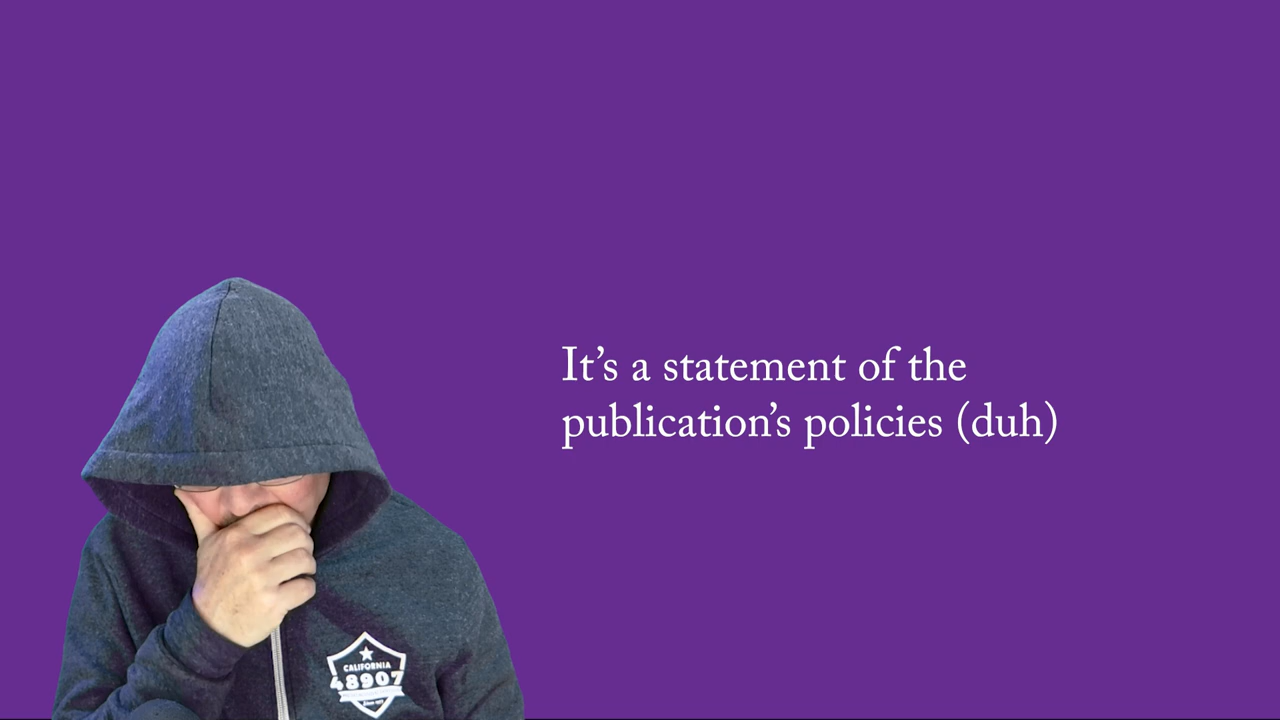 It’s a statement of the
publication’s policies (duh)
CALIFORNIA
48907